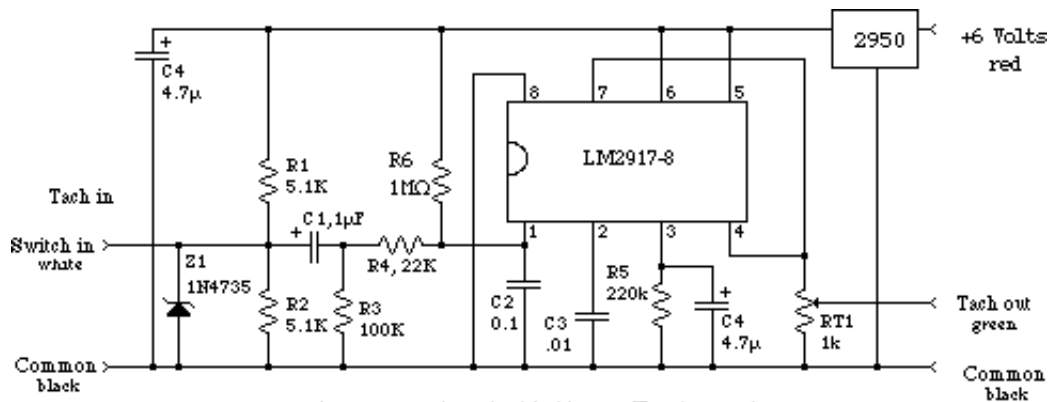 2950
+6 Volts
red
+
C4
4.7µ
8
7
6
5
LM2917-8
R1
5.1K
R6
1MΩ
Tach in
+
C1,1µF
1
2
3
4
Switch in
white
R4, 22K
Z1
1N4735
R2
5.1K
R3
100K
C2
0.1
C3
.01
R5
220k
+
C4
4.7µ
RT1
1k
Tach out
green
Common
black
Common
black